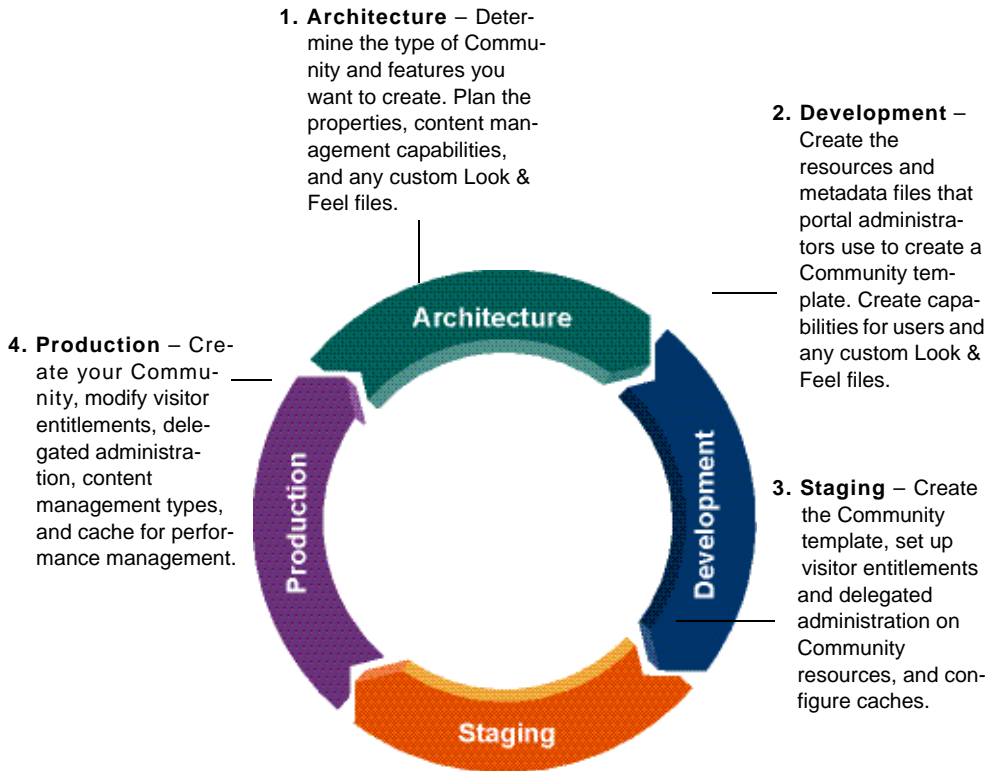 1. Architecture – Deter-
mine the type of Commu-
nity and features you
want to create. Plan the
properties, content man-
agement capabilities,
and any custom Look &
Feel files.
2. Development –
Create the
resources and
metadata files that
portal administra-
tors use to create a
Community tem-
plate. Create capa-
bilities for users and
any custom Look &
Feel files.
3. Staging – Create
the Community
template, set up
visitor entitlements
and delegated
administration on
Community
resources, and con-
figure caches.
4. Production – Cre-
ate your Commu-
nity, modify visitor
entitlements, dele-
gated administra-
tion, content
management types,
and cache for perfor-
mance management.
Architecture
Development
Staging
Production